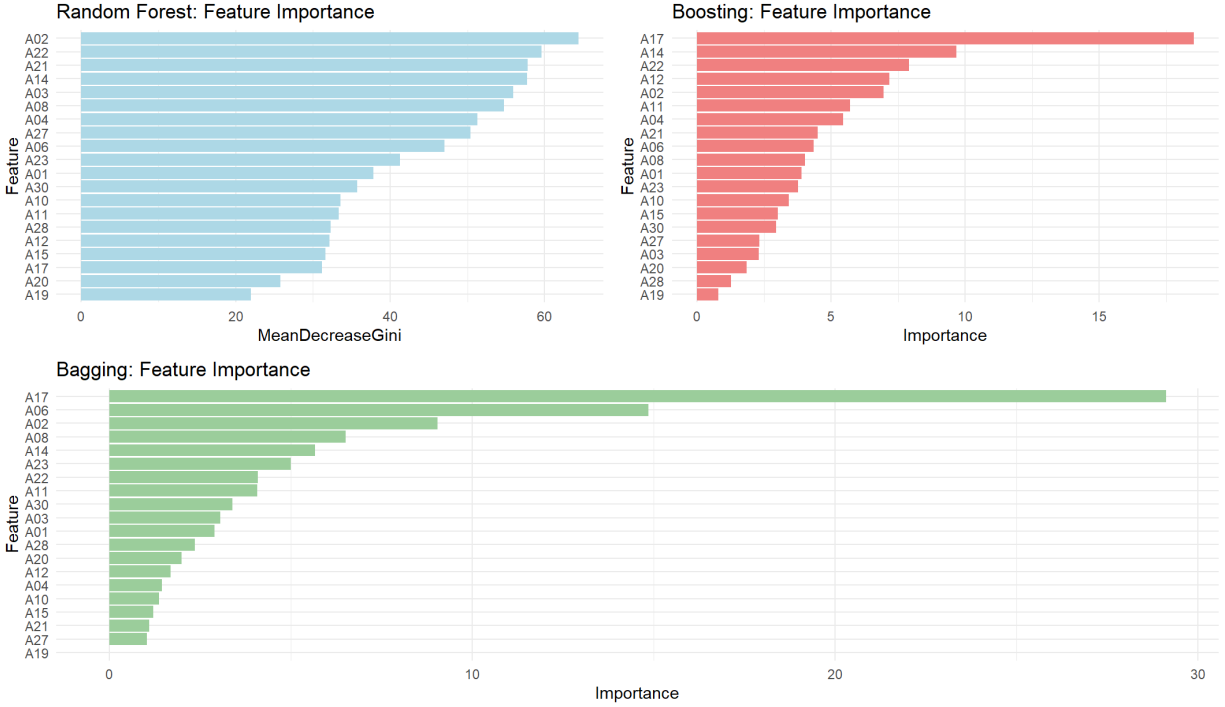 Random Forest: Feature Importance
Feature
A02
A22
A21
A14
A03
A08
A04
A27
A06
A23
A01
A30
A10
A11
A28
A12
A15
A17
A20
A19
0 20 40 60
MeanDecreaseGini
Boosting: Feature Importance
Feature
A17
A14
A22
A12
A02
A11
A04
A21
A06
A08
A01
A23
A10
A15
A30
A27
A03
A20
A28
A19
0 5 10 15
Importance
Bagging: Feature Importance
Feature
A17
A06
A02
A08
A14
A23
A22
A11
A30
A03
A01
A28
A20
A12
A04
A10
A15
A21
A27
A19
0 10 20 30
Importance